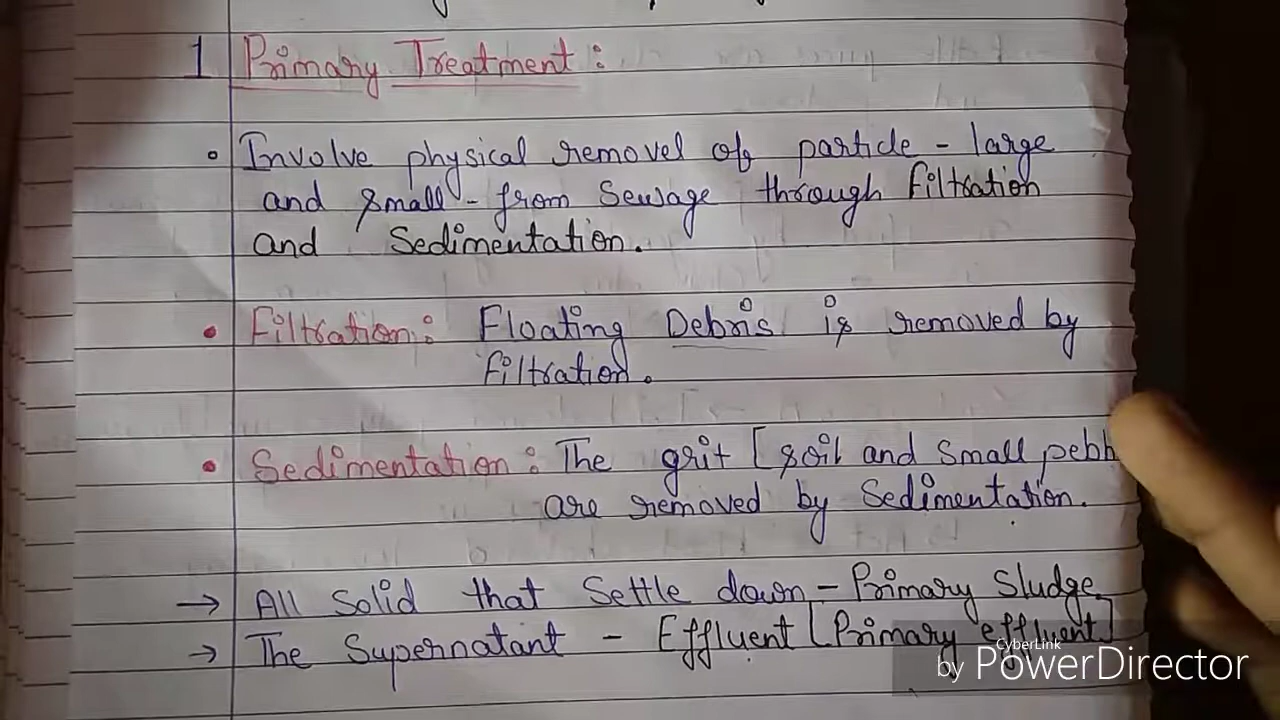 1 Primary Treatment :
• Involve physical removel of particle - large
and small - from Sewage through filtration
and Sedimentation.
• Filtration : Floating Debris is removed by
filtration.
• Sedimentation : The grit [soil and small pebb
are removed by Sedimentation.
→ All Solid that Settle down - Primary Sludge
→ The Supernatant - Effluent [Primary effluent]
CyberLink
by PowerDirector